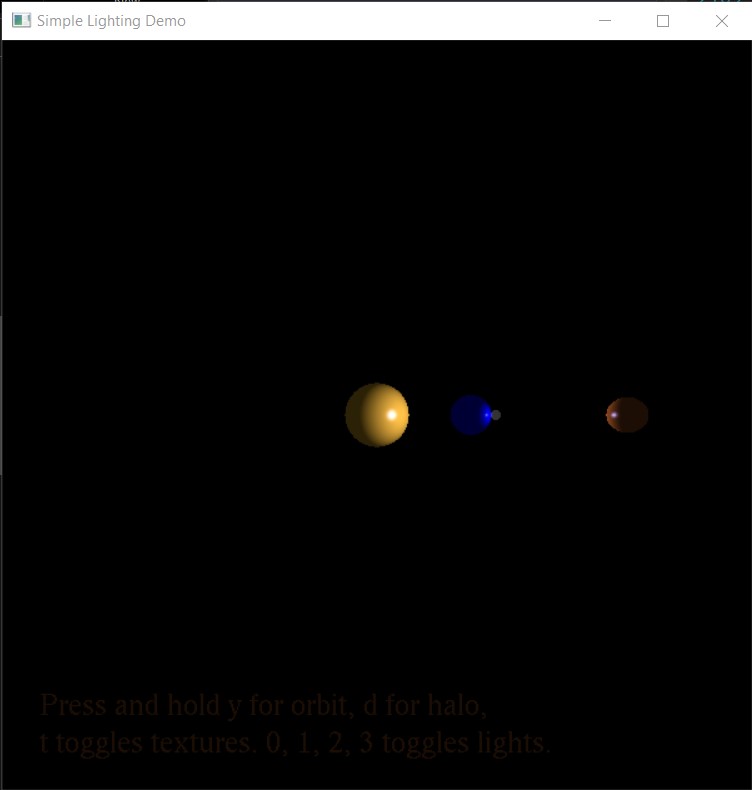 Simple Lighting Demo
Press and hold y for orbit, d for halo,
t toggles textures. 0, 1, 2, 3 toggles lights.